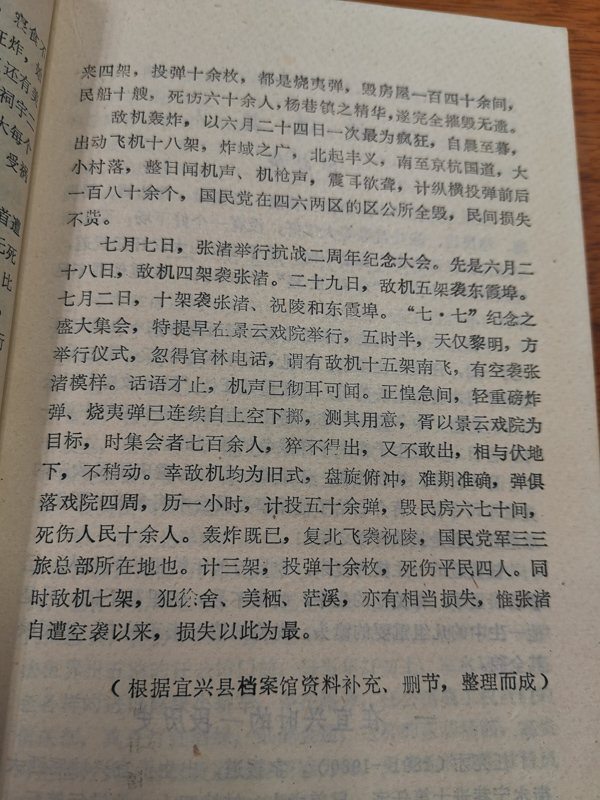 来四架，投弹十余枚，都是烧夷弹，毁房屋一百四十余间，
民船十艘，死伤六十余人，杨巷镇之精华，遂完全摧毁无遗。
敌机轰炸，以六月二十四日一次最为疯狂，自晨至暮，
出动飞机十八架，炸城之广，北起丰义，南至京杭国道，大
小村落，整日闻机声、机枪声，震耳欲聋，计纵横投弹前后
一百八十余个，国民党在四六两区的区公所全毁，民间损失
不赀。
七月七日，张渚举行抗战二周年纪念大会。先是六月二
十八日，敌机四架袭张渚。二十九日，敌机五架袭东霞埠。
七月二日，十架袭张渚、祝陵和东霞埠。“七·七”纪念之
盛大集会，特提早在景云戏院举行，五时半，天仅黎明，方
举行仪式，忽得官林电话，谓有敌机十五架南飞，有空袭张
渚模样。话语才止，机声已彻耳可闻。正惶急间，轻重磅炸
弹、烧夷弹已连续自上空下掷，测其用意，胥以景云戏院为
目标，时集会者七百余人，猝不得出，又不敢出，相与伏地
下，不稍动。幸敌机均为旧式，盘旋俯冲，难期准确，弹俱
落戏院四周，历一小时，计投五十余弹，毁民房六七十间，
死伤人民十余人。轰炸既已，复北飞袭祝陵，国民党军三三
旅总部所在地也。计三架，投弹十余枚，死伤平民四人。同
时敌机七架，犯徐舍、美栖、茫溪，亦有相当损失，惟张渚
自遭空袭以来，损失以此为最。
（根据宜兴县档案馆资料补充、删节，整理而成）